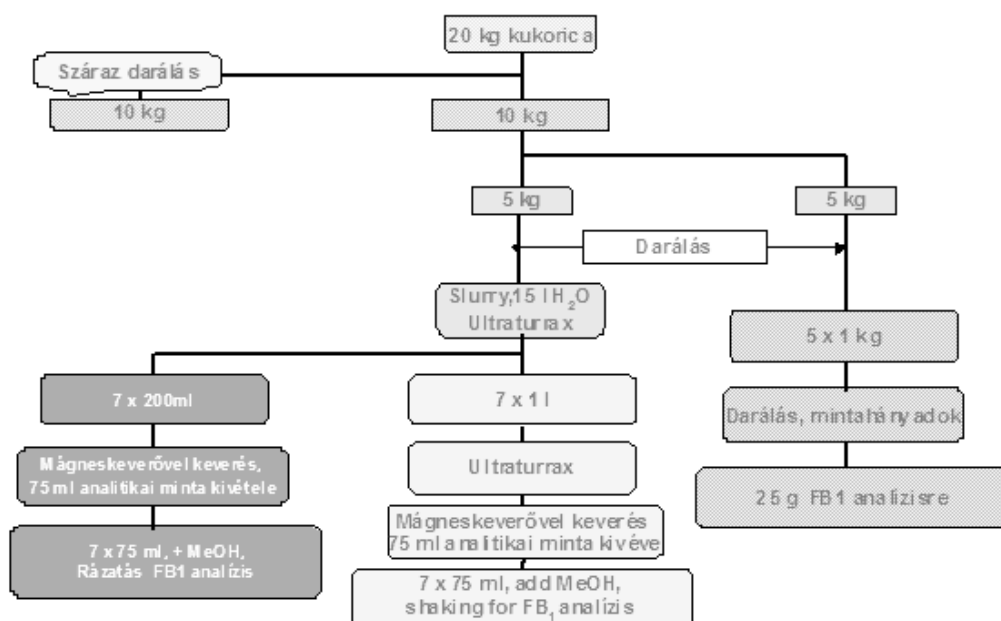 20 kg kukorica
Száraz darálás
10 kg
10 kg
5 kg
5 kg
Darálás
Slurry,15 l H₂O
Ultraturrax
5 x 1 kg
7 x 200ml
7 x 1 l
Darálás, mintahányadok
Mágneskeverővel keverés,
75 ml analitikai minta kivétele
Ultraturrax
25 g FB1 analízisre
Mágneskeverővel keverés
75 ml analitikai minta kivéve
7 x 75 ml, + MeOH,
Rázatás FB1 analízis
7 x 75 ml, add MeOH,
shaking for FB₁ analízis